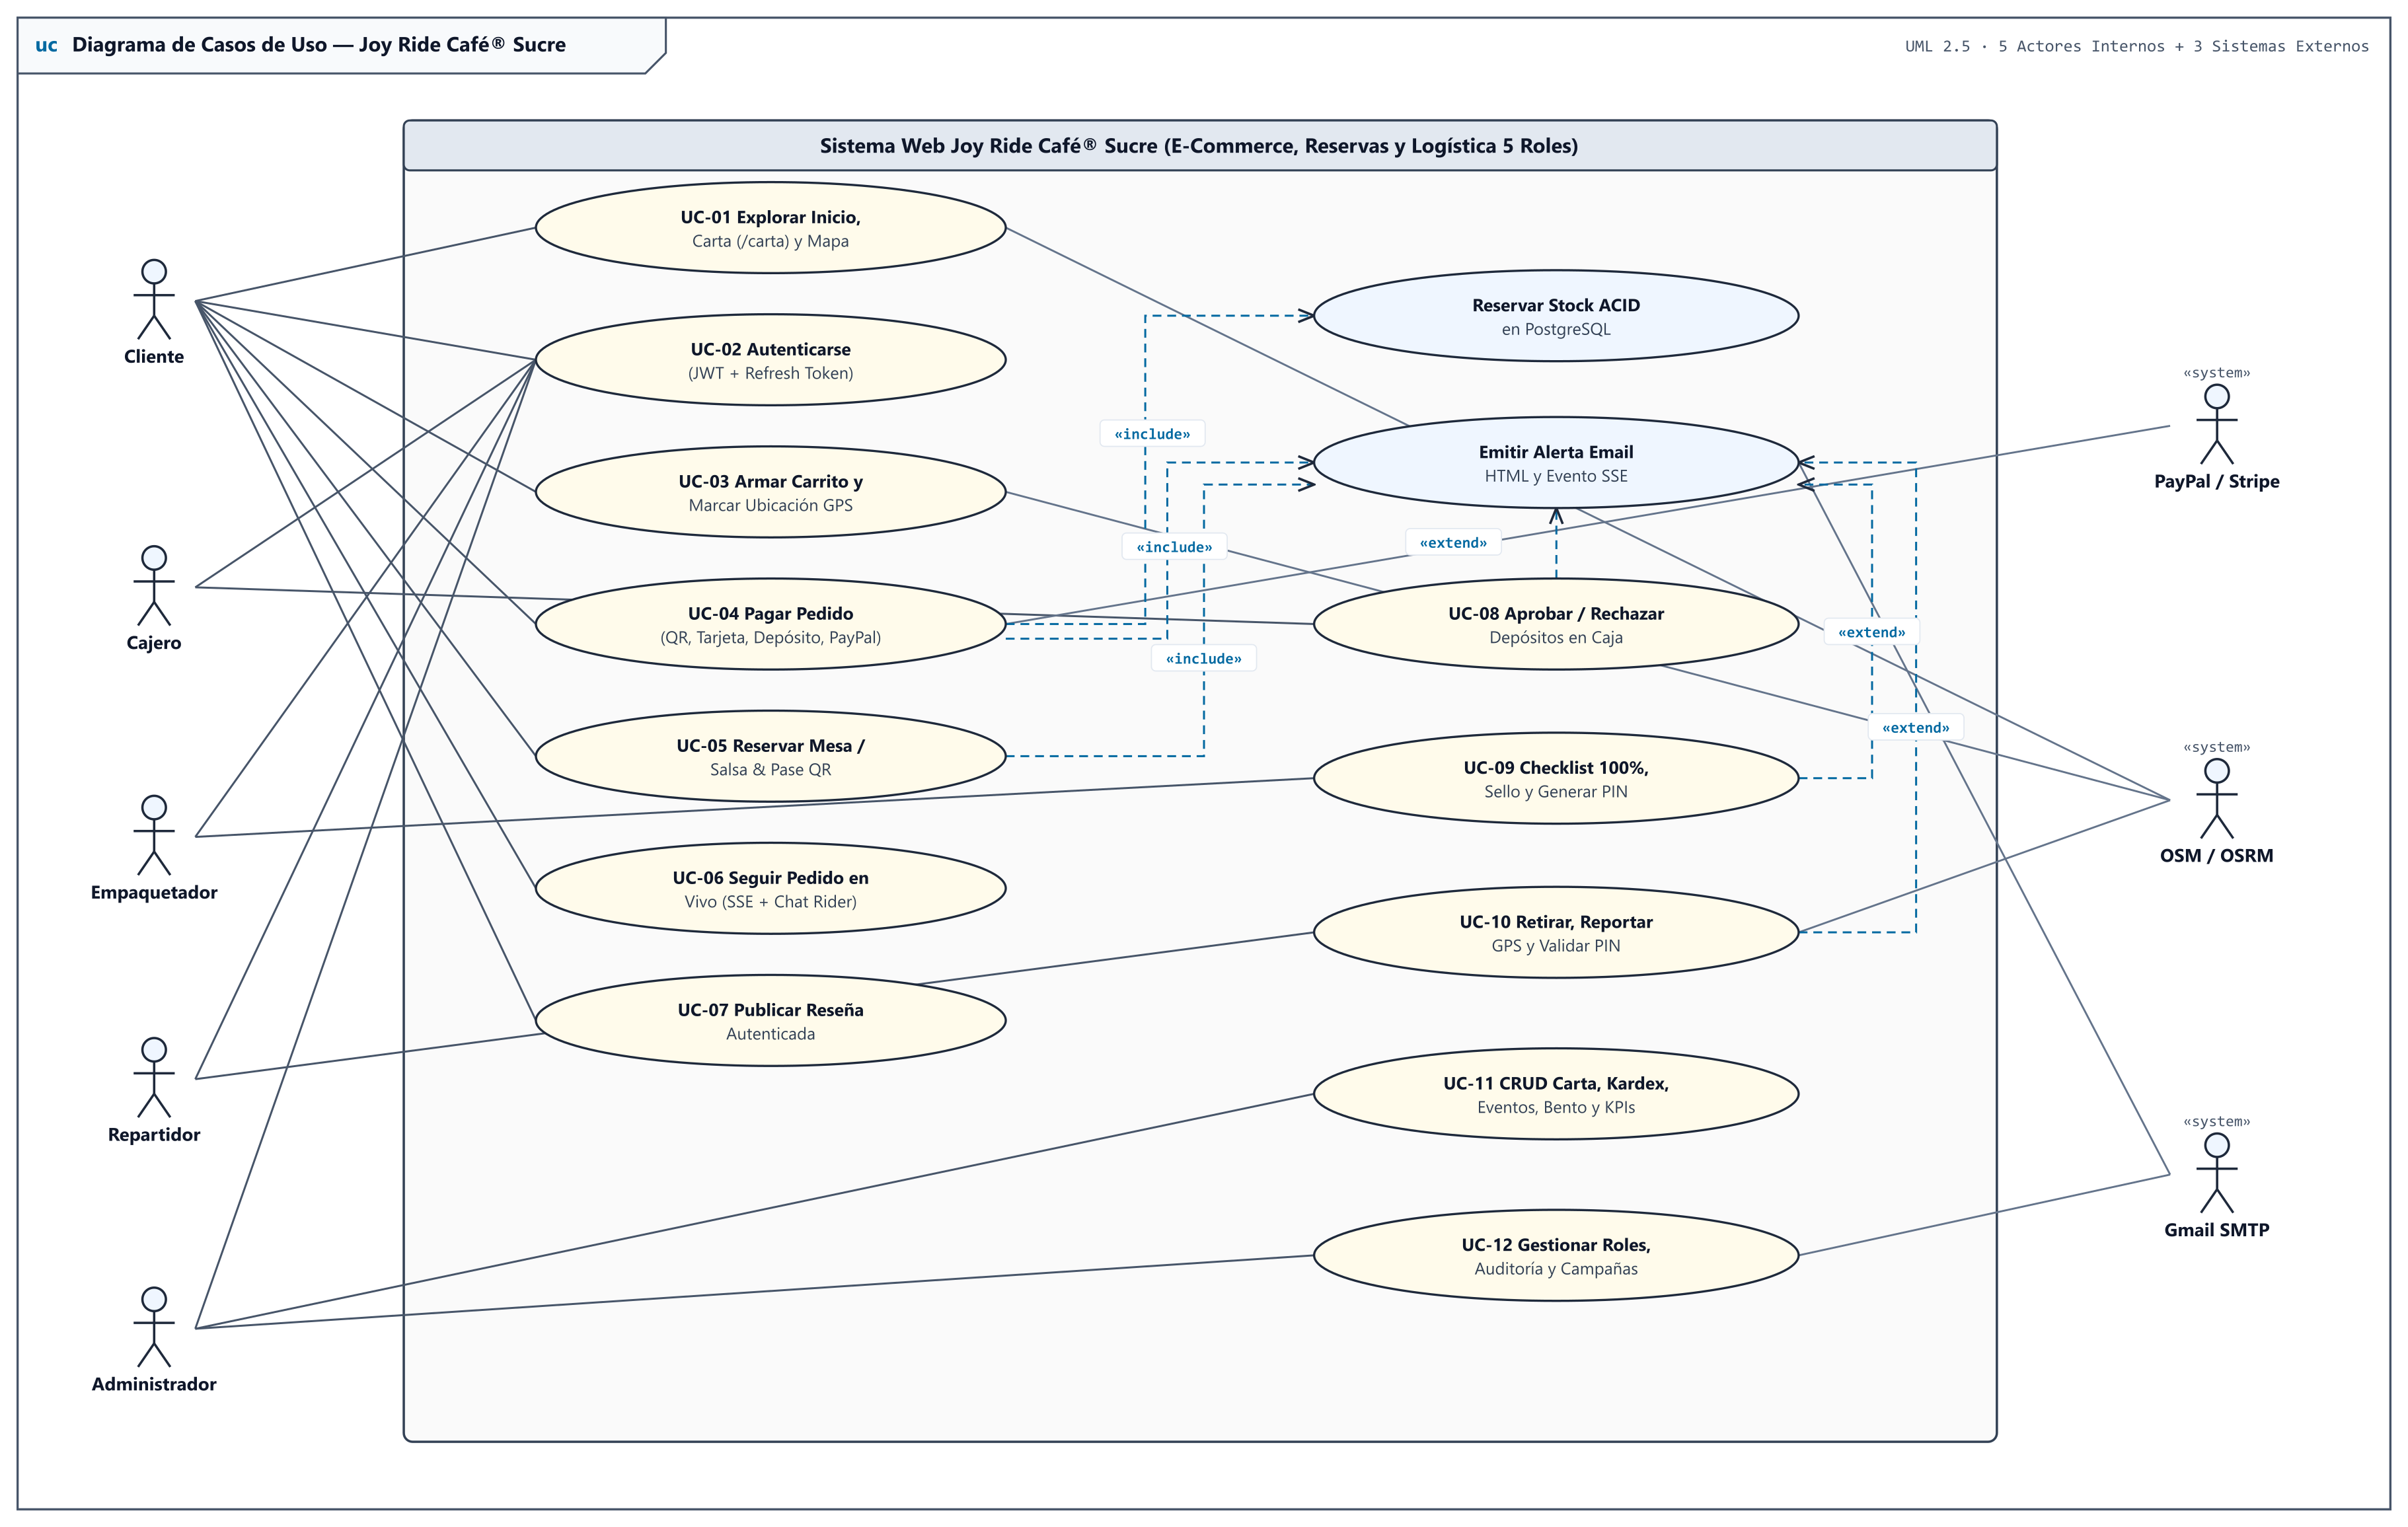 uc Diagrama de Casos de Uso — Joy Ride Café® Sucre
UML 2.5 · 5 Actores Internos + 3 Sistemas Externos
Sistema Web Joy Ride Café® Sucre (E-Commerce, Reservas y Logística 5 Roles)
Cliente
Cajero
Empaquetador
Repartidor
Administrador
UC-01 Explorar Inicio,
Carta (/carta) y Mapa
UC-02 Autenticarse
(JWT + Refresh Token)
UC-03 Armar Carrito y
Marcar Ubicación GPS
UC-04 Pagar Pedido
(QR, Tarjeta, Depósito, PayPal)
UC-05 Reservar Mesa /
Salsa & Pase QR
UC-06 Seguir Pedido en
Vivo (SSE + Chat Rider)
UC-07 Publicar Reseña
Autenticada
«include»
«include»
«include»
Reservar Stock ACID
en PostgreSQL
Emitir Alerta Email
HTML y Evento SSE
«extend»
UC-08 Aprobar / Rechazar
Depósitos en Caja
UC-09 Checklist 100%,
Sello y Generar PIN
UC-10 Retirar, Reportar
GPS y Validar PIN
UC-11 CRUD Carta, Kardex,
Eventos, Bento y KPIs
UC-12 Gestionar Roles,
Auditoría y Campañas
«extend»
«extend»
«system»
PayPal / Stripe
«system»
OSM / OSRM
«system»
Gmail SMTP